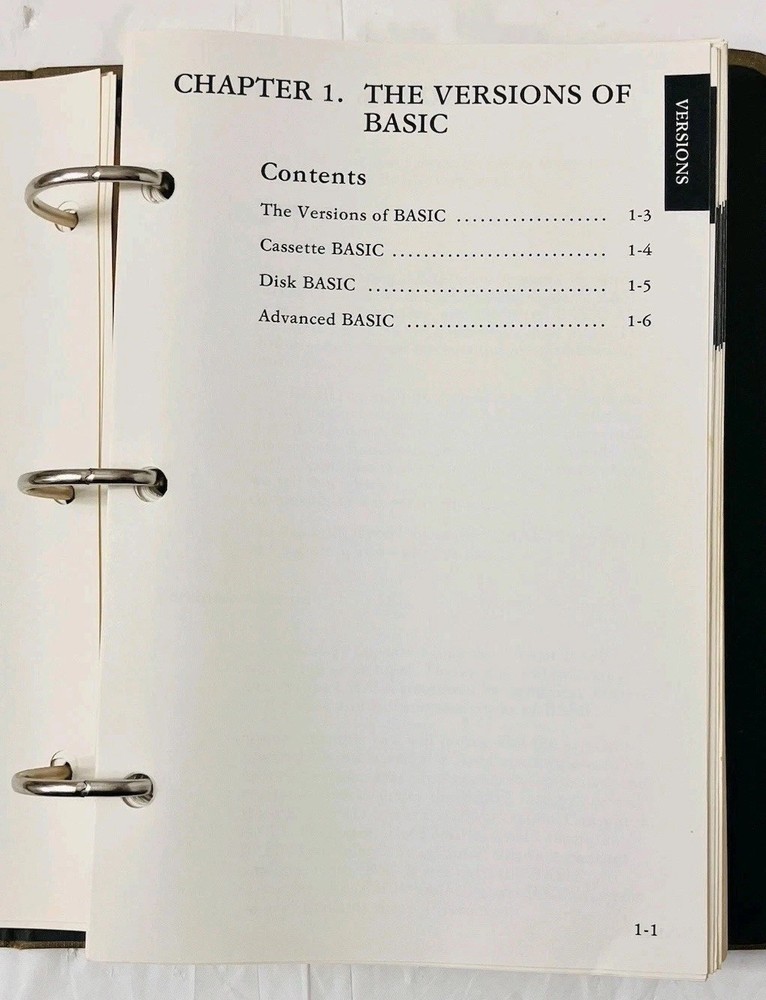 CHAPTER 1. THE VERSIONS OF
BASIC
VERSIONS
Contents
The Versions of BASIC ................... 1-3
Cassette BASIC ........................... 1-4
Disk BASIC .............................. 1-5
Advanced BASIC ......................... 1-6
1-1